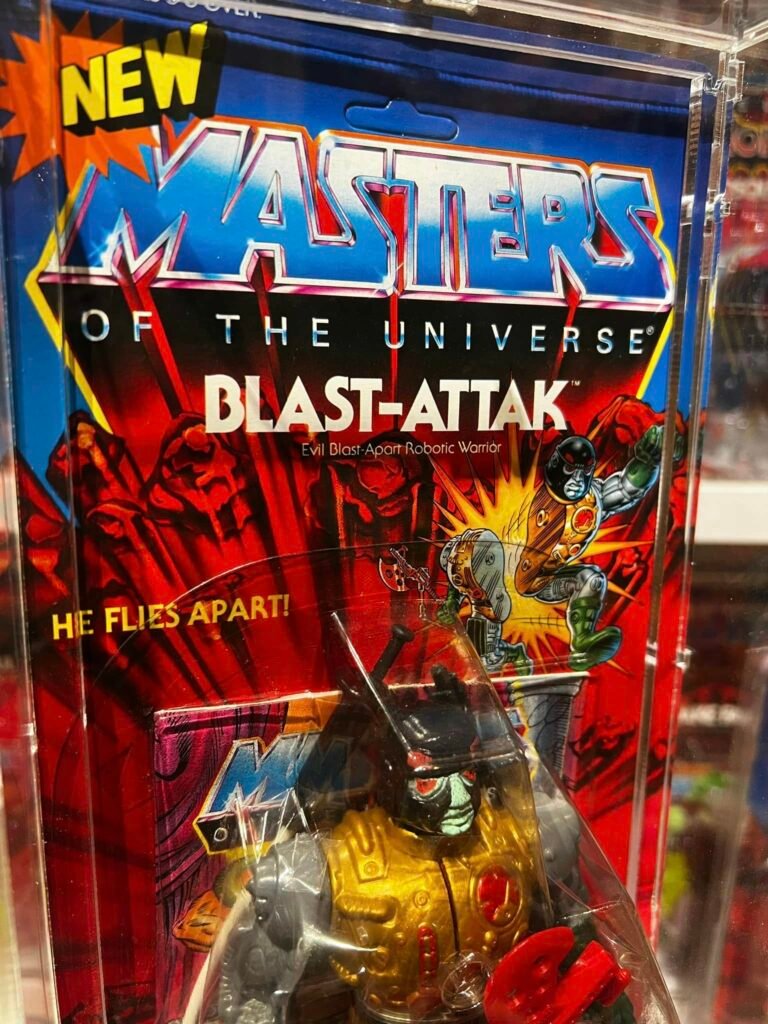 NEW
MASTERS
OF THE UNIVERSE®
BLAST-ATTAK™
Evil Blast-Apart Robotic Warrior
HE FLIES APART!